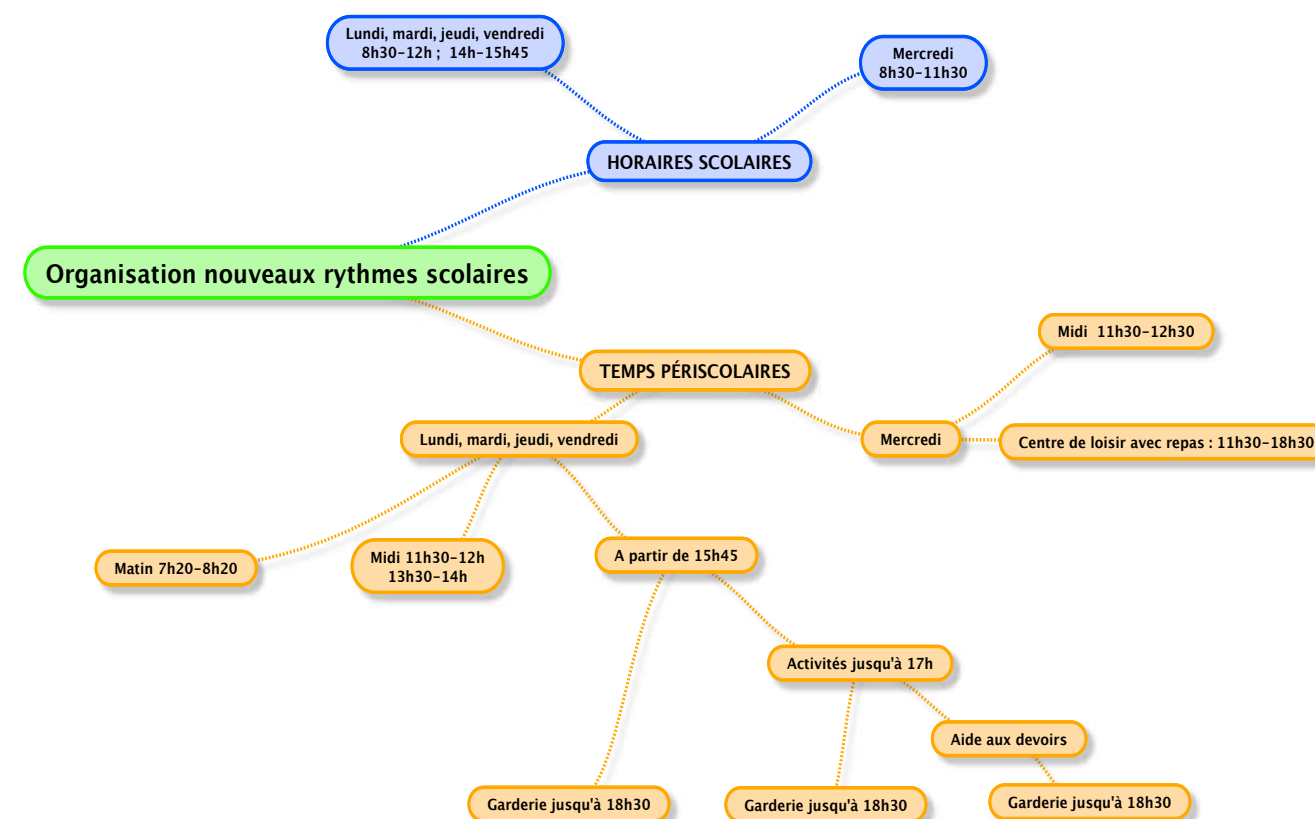 Lundi, mardi, jeudi, vendredi
8h30-12h ; 14h-15h45
Mercredi
8h30-11h30
HORAIRES SCOLAIRES
Organisation nouveaux rythmes scolaires
Midi 11h30-12h30
TEMPS PÉRISCOLAIRES
Lundi, mardi, jeudi, vendredi
Mercredi
Centre de loisir avec repas : 11h30-18h30
Matin 7h20-8h20
Midi 11h30-12h
13h30-14h
A partir de 15h45
Activités jusqu'à 17h
Aide aux devoirs
Garderie jusqu'à 18h30
Garderie jusqu'à 18h30
Garderie jusqu'à 18h30